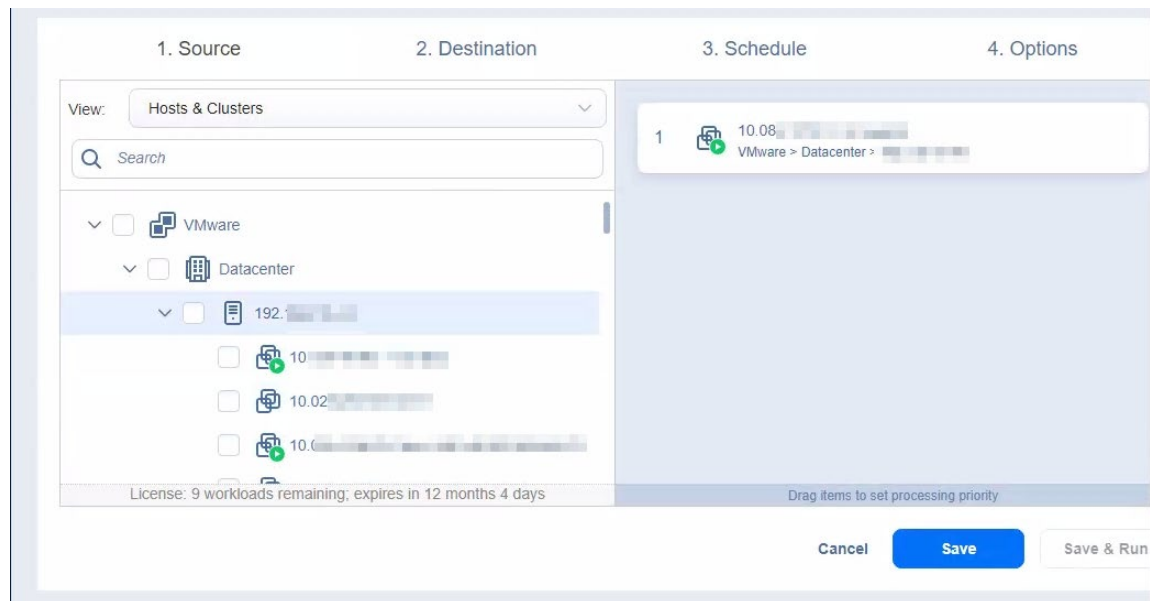 1. Source 2. Destination 3. Schedule 4. Options
View: Hosts & Clusters
Search
VMware
Datacenter
192.
10
10.02
10.0
License: 9 workloads remaining; expires in 12 months 4 days
1 10.08
VMware > Datacenter >
Drag items to set processing priority
Cancel Save Save & Run